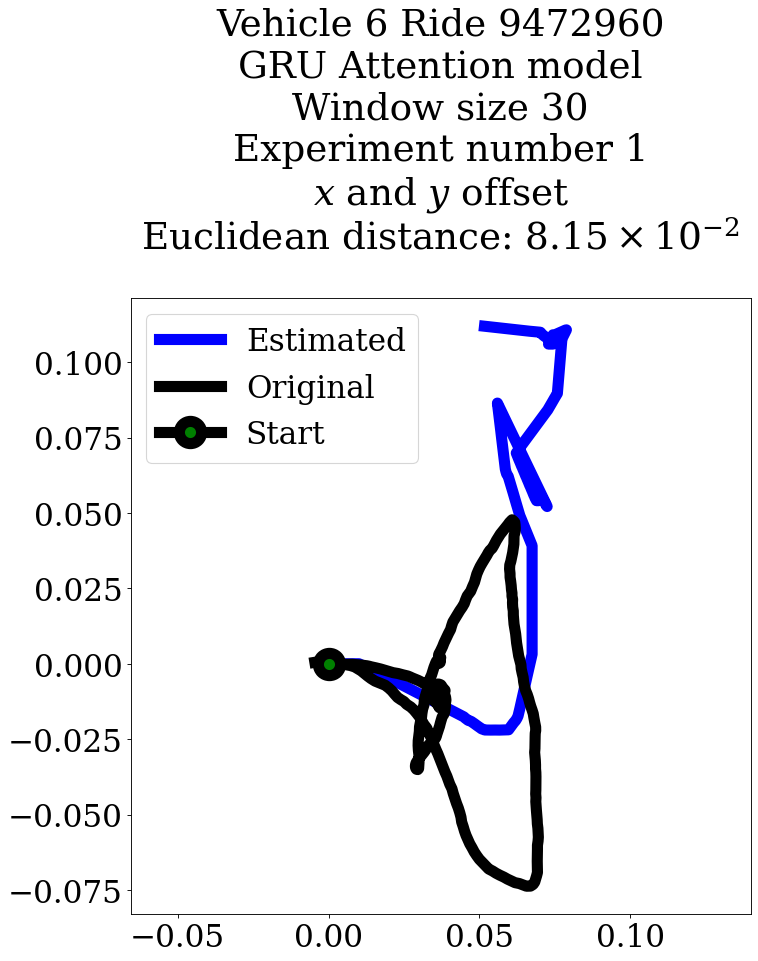 Vehicle 6 Ride 9472960
GRU Attention model
Window size 30
Experiment number 1
x and y offset
Euclidean distance: 8.15 × 10⁻²
Estimated
Original
Start
0.100
0.075
0.050
0.025
0.000
−0.025
−0.050
−0.075
−0.05
0.00
0.05
0.10